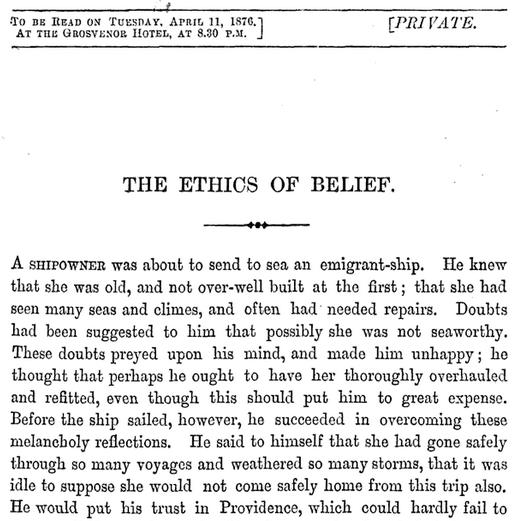 TO BE READ ON TUESDAY, APRIL 11, 1876.] [PRIVATE.
AT THE GROSVENOR HOTEL, AT 8.30 P.M.
THE ETHICS OF BELIEF.
A SHIPOWNER was about to send to sea an emigrant-ship. He knew
that she was old, and not over-well built at the first; that she had
seen many seas and climes, and often had needed repairs. Doubts
had been suggested to him that possibly she was not seaworthy.
These doubts preyed upon his mind, and made him unhappy; he
thought that perhaps he ought to have her thoroughly overhauled
and refitted, even though this should put him to great expense.
Before the ship sailed, however, he succeeded in overcoming these
melancholy reflections. He said to himself that she had gone safely
through so many voyages and weathered so many storms, that it was
idle to suppose she would not come safely home from this trip also.
He would put his trust in Providence, which could hardly fail to